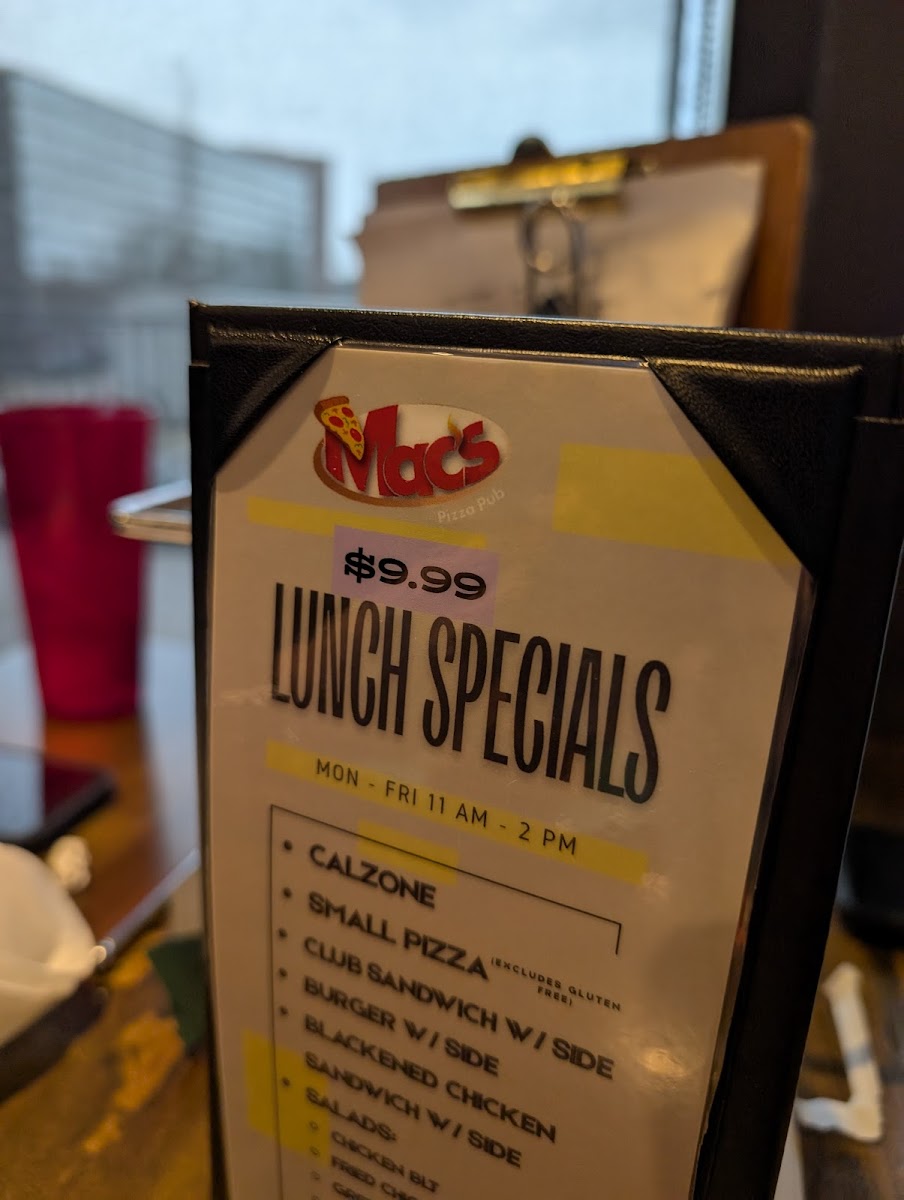 Mac's
Pizza Pub
$9.99
LUNCH SPECIALS
MON - FRI 11 AM - 2 PM
• CALZONE
• SMALL PIZZA (EXCLUDES GLUTEN
FREE)
• CLUB SANDWICH W/ SIDE
• BURGER W/ SIDE
• BLACKENED CHICKEN
SANDWICH W/ SIDE
• SALADS:
○ CHICKEN BLT
○ FRIED